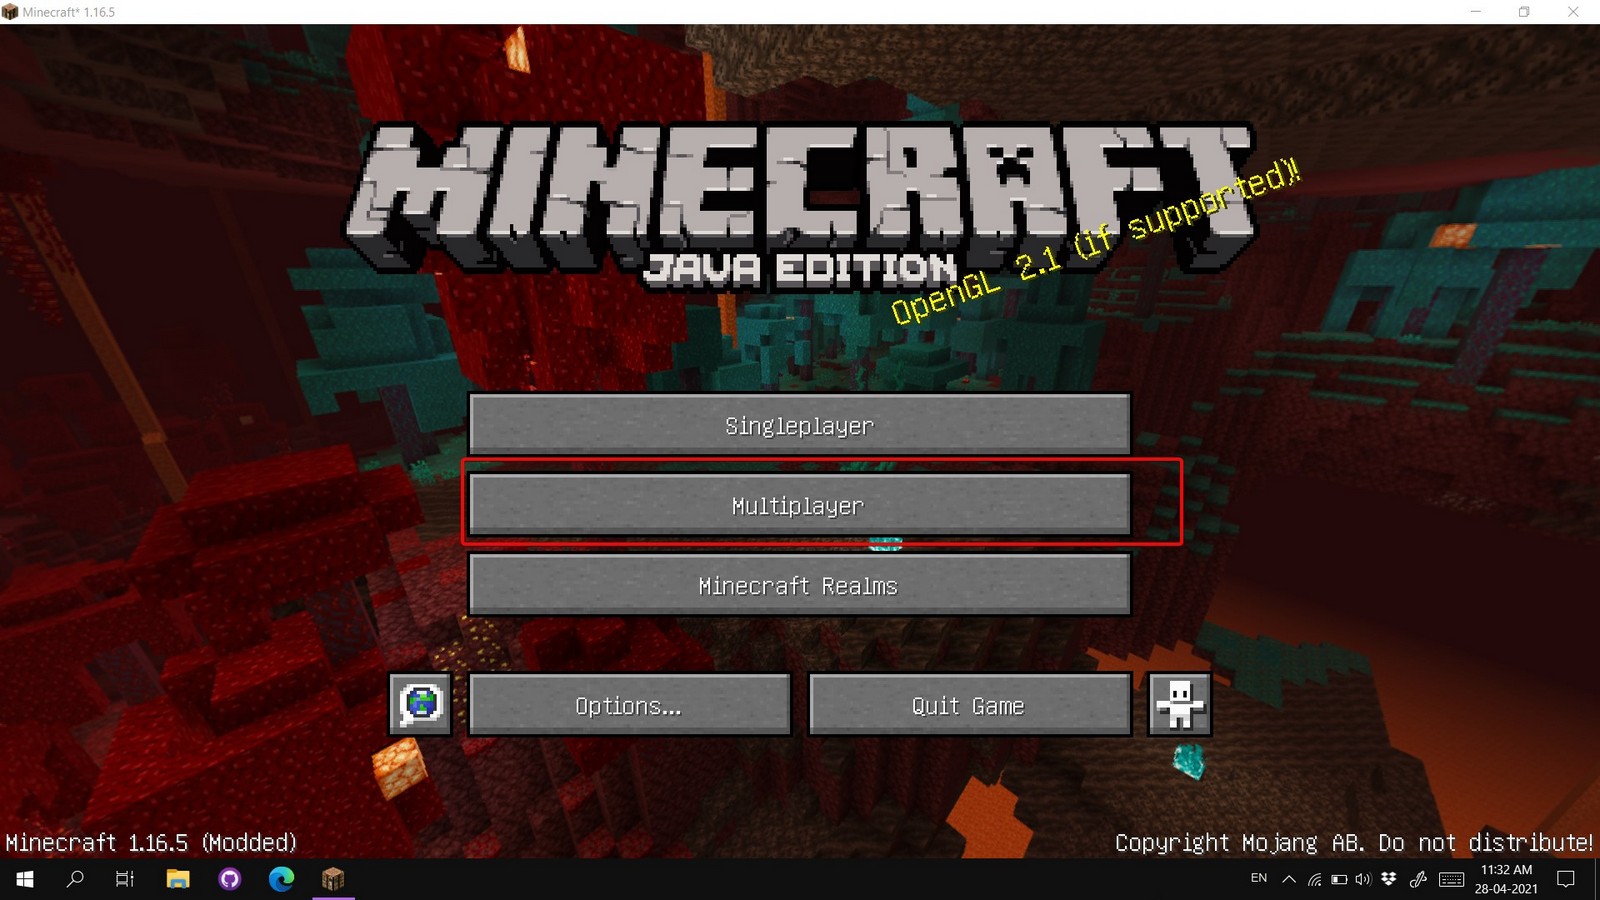 Minecraft* 1.16.5
MINECRAFT
JAVA EDITION
OpenGL 2.1 (if supported)!
Singleplayer
Multiplayer
Minecraft Realms
Options...
Quit Game
Minecraft 1.16.5 (Modded)
Copyright Mojang AB. Do not distribute!
EN
11:32 AM
28-04-2021